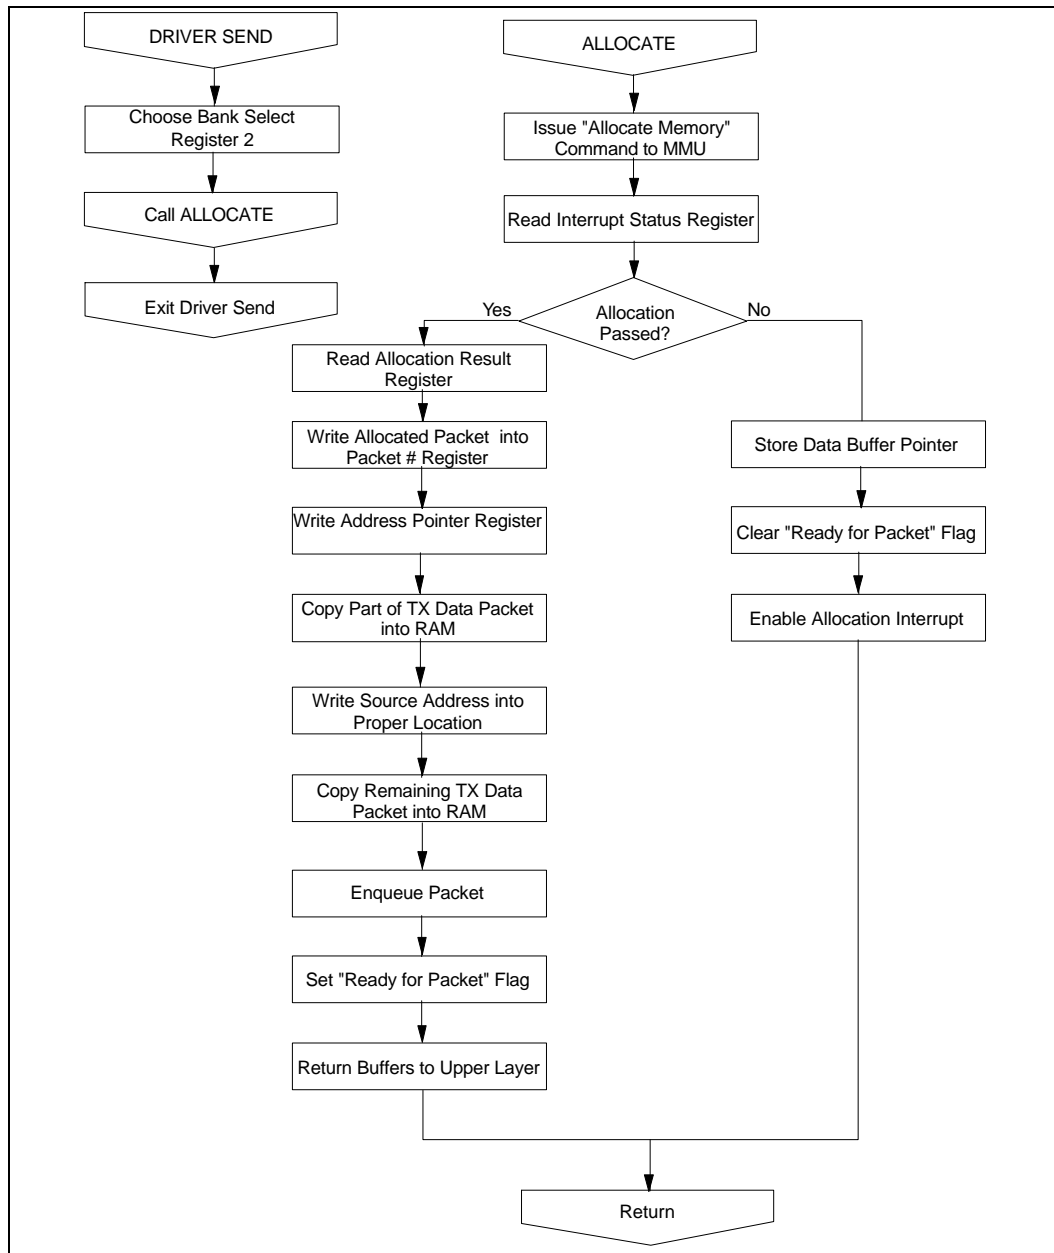 DRIVER SEND
Choose Bank Select
Register 2
Call ALLOCATE
Exit Driver Send
ALLOCATE
Issue "Allocate Memory"
Command to MMU
Read Interrupt Status Register
Allocation
Passed?
Yes
No
Read Allocation Result
Register
Write Allocated Packet into
Packet # Register
Write Address Pointer Register
Copy Part of TX Data Packet
into RAM
Write Source Address into
Proper Location
Copy Remaining TX Data
Packet into RAM
Enqueue Packet
Set "Ready for Packet" Flag
Return Buffers to Upper Layer
Store Data Buffer Pointer
Clear "Ready for Packet" Flag
Enable Allocation Interrupt
Return